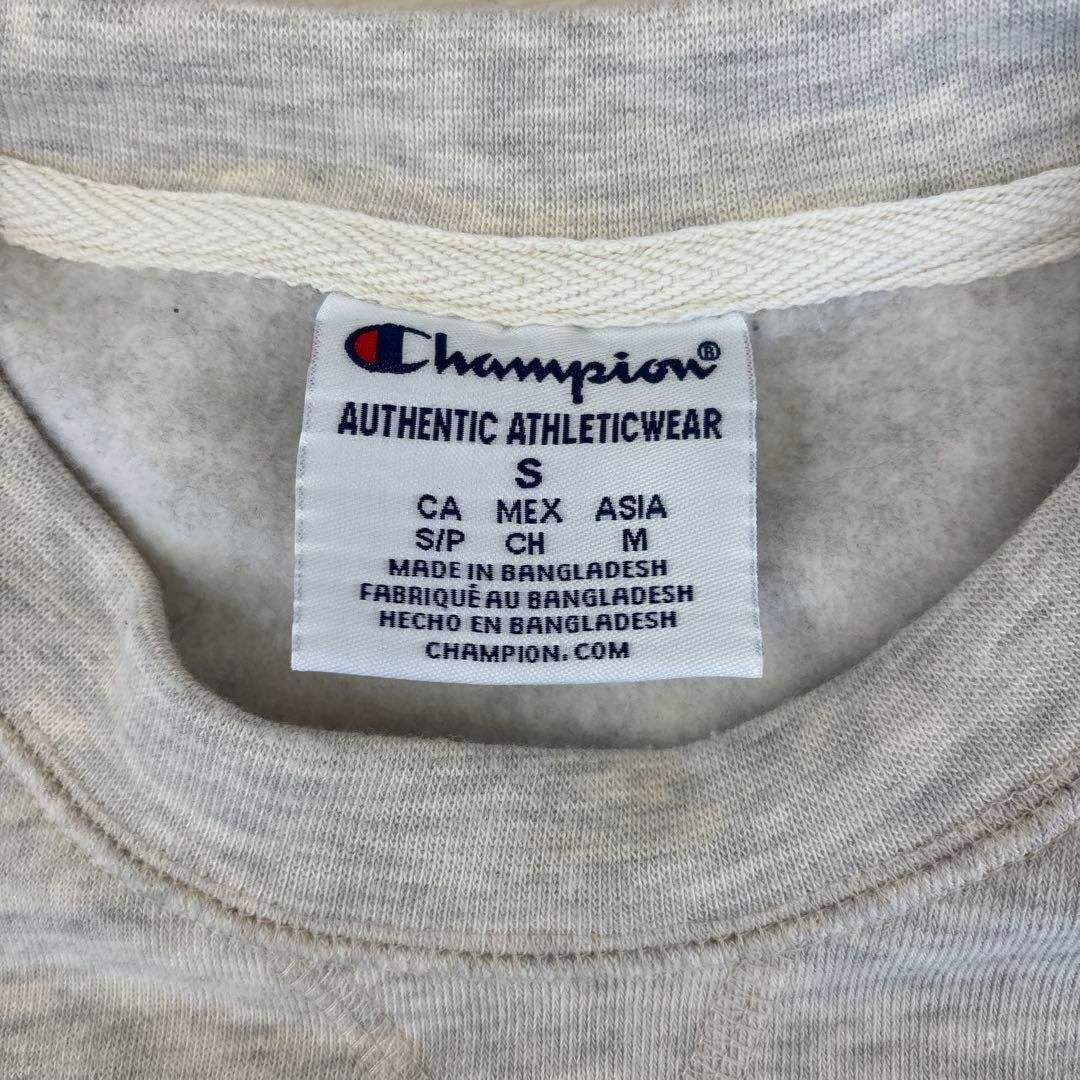 Champion®
AUTHENTIC ATHLETICWEAR
S
CA MEX ASIA
S/P CH M
MADE IN BANGLADESH
FABRIQUÉ AU BANGLADESH
HECHO EN BANGLADESH
CHAMPION.COM